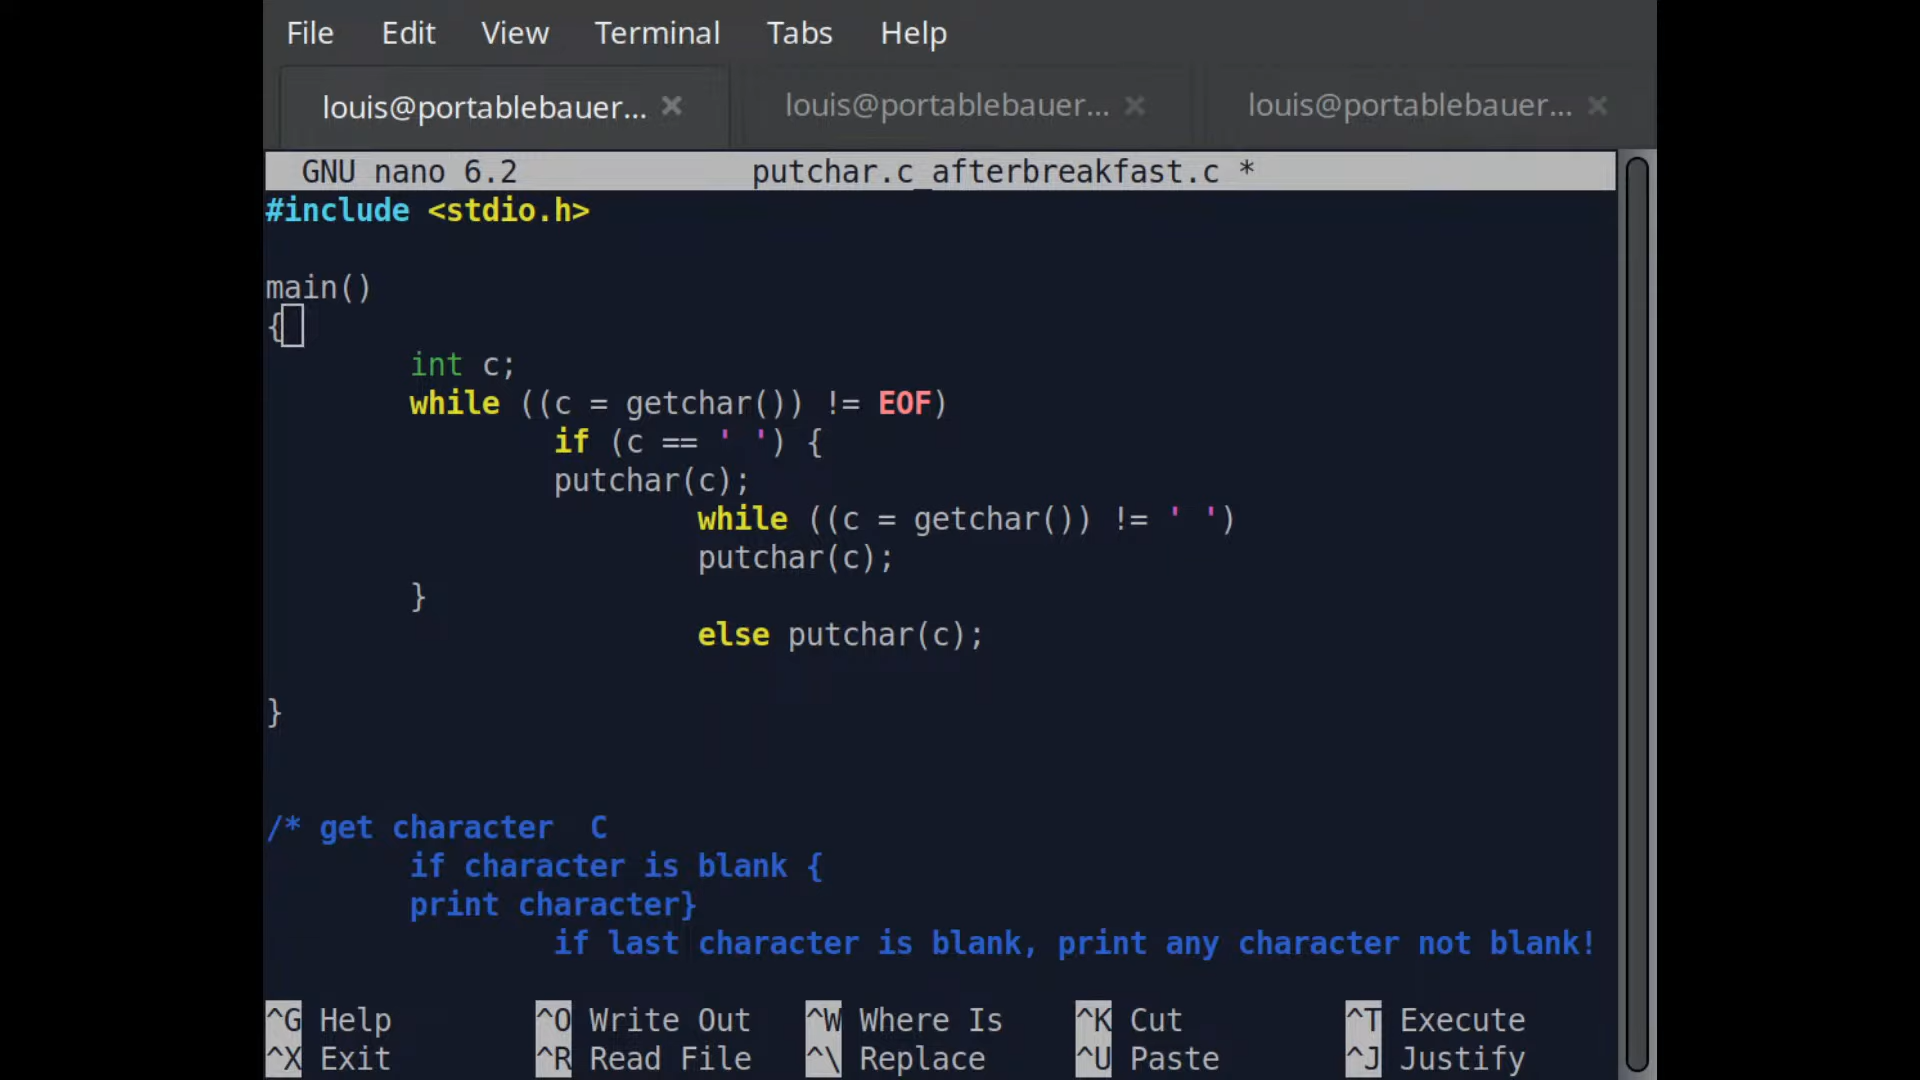 File Edit View Terminal Tabs Help
louis@portablebauer... × louis@portablebauer... × louis@portablebauer... ×
GNU nano 6.2 putchar.c_afterbreakfast.c *
#include <stdio.h>
main()
{
int c;
while ((c = getchar()) != EOF)
if (c == ' ') {
putchar(c);
while ((c = getchar()) != ' ')
putchar(c);
}
else putchar(c);
}
/* get character  C
if character is blank {
print character}
if last character is blank, print any character not blank!
^G Help ^O Write Out ^W Where Is ^K Cut ^T Execute
^X Exit ^R Read File ^\ Replace ^U Paste ^J Justify